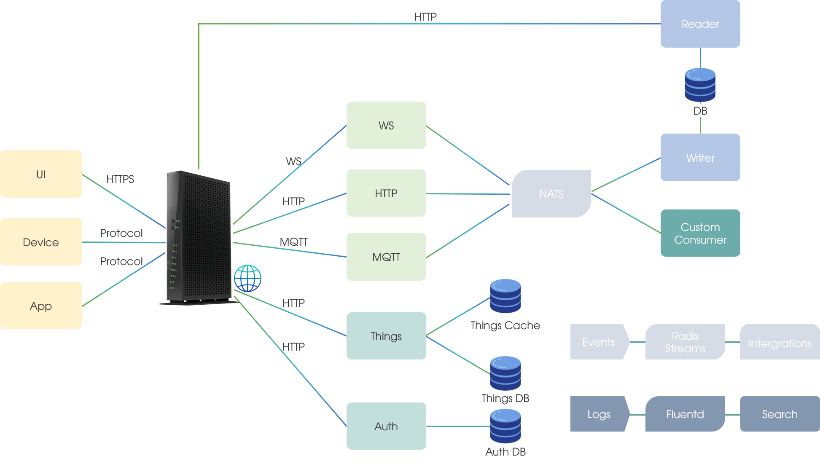 HTTP
Reader
DB
WS
UI
HTTPS
WS
Writer
HTTP
HTTP
NATS
Device
Protocol
Custom
Consumer
MQTT
MQTT
Protocol
App
HTTP
Things Cache
Things
HTTP
Events
Radis
Streams
Intergrations
Things DB
Logs
Fluentd
Search
Auth
Auth DB